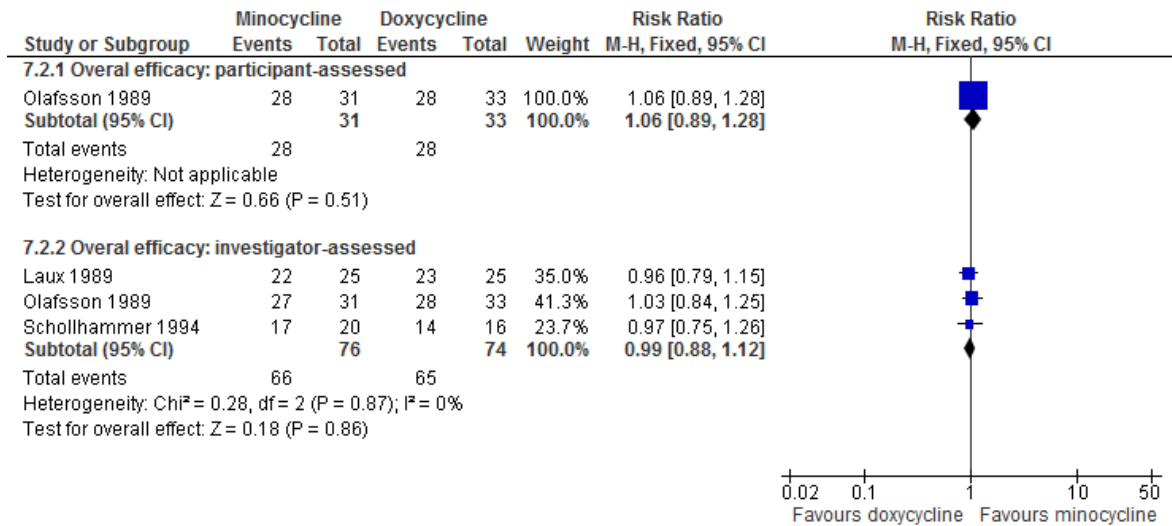 Minocycline Doxycycline Risk Ratio Risk Ratio
Study or Subgroup Events Total Events Total Weight M-H, Fixed, 95% CI M-H, Fixed, 95% CI
7.2.1 Overal efficacy: participant-assessed
Olafsson 1989 28 31 28 33 100.0% 1.06 [0.89, 1.28]
Subtotal (95% CI) 31 33 100.0% 1.06 [0.89, 1.28]
Total events 28 28
Heterogeneity: Not applicable
Test for overall effect: Z = 0.66 (P = 0.51)
7.2.2 Overal efficacy: investigator-assessed
Laux 1989 22 25 23 25 35.0% 0.96 [0.79, 1.15]
Olafsson 1989 27 31 28 33 41.3% 1.03 [0.84, 1.25]
Schollhammer 1994 17 20 14 16 23.7% 0.97 [0.75, 1.26]
Subtotal (95% CI) 76 74 100.0% 0.99 [0.88, 1.12]
Total events 66 65
Heterogeneity: Chi² = 0.28, df = 2 (P = 0.87); I² = 0%
Test for overall effect: Z = 0.18 (P = 0.86)
0.02 0.1 1 10 50
Favours doxycycline Favours minocycline